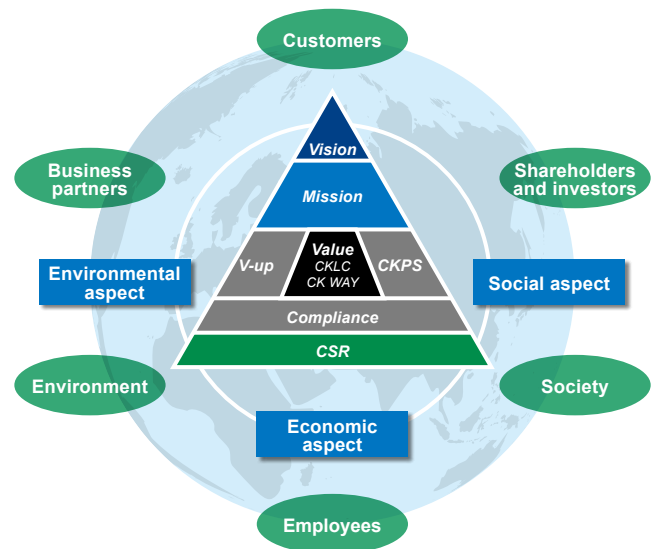 Customers
Business
partners
Shareholders
and investors
Vision
Mission
V-up
Value
CKLC
CK WAY
CKPS
Environmental
aspect
Social aspect
Compliance
CSR
Environment
Society
Economic
aspect
Employees